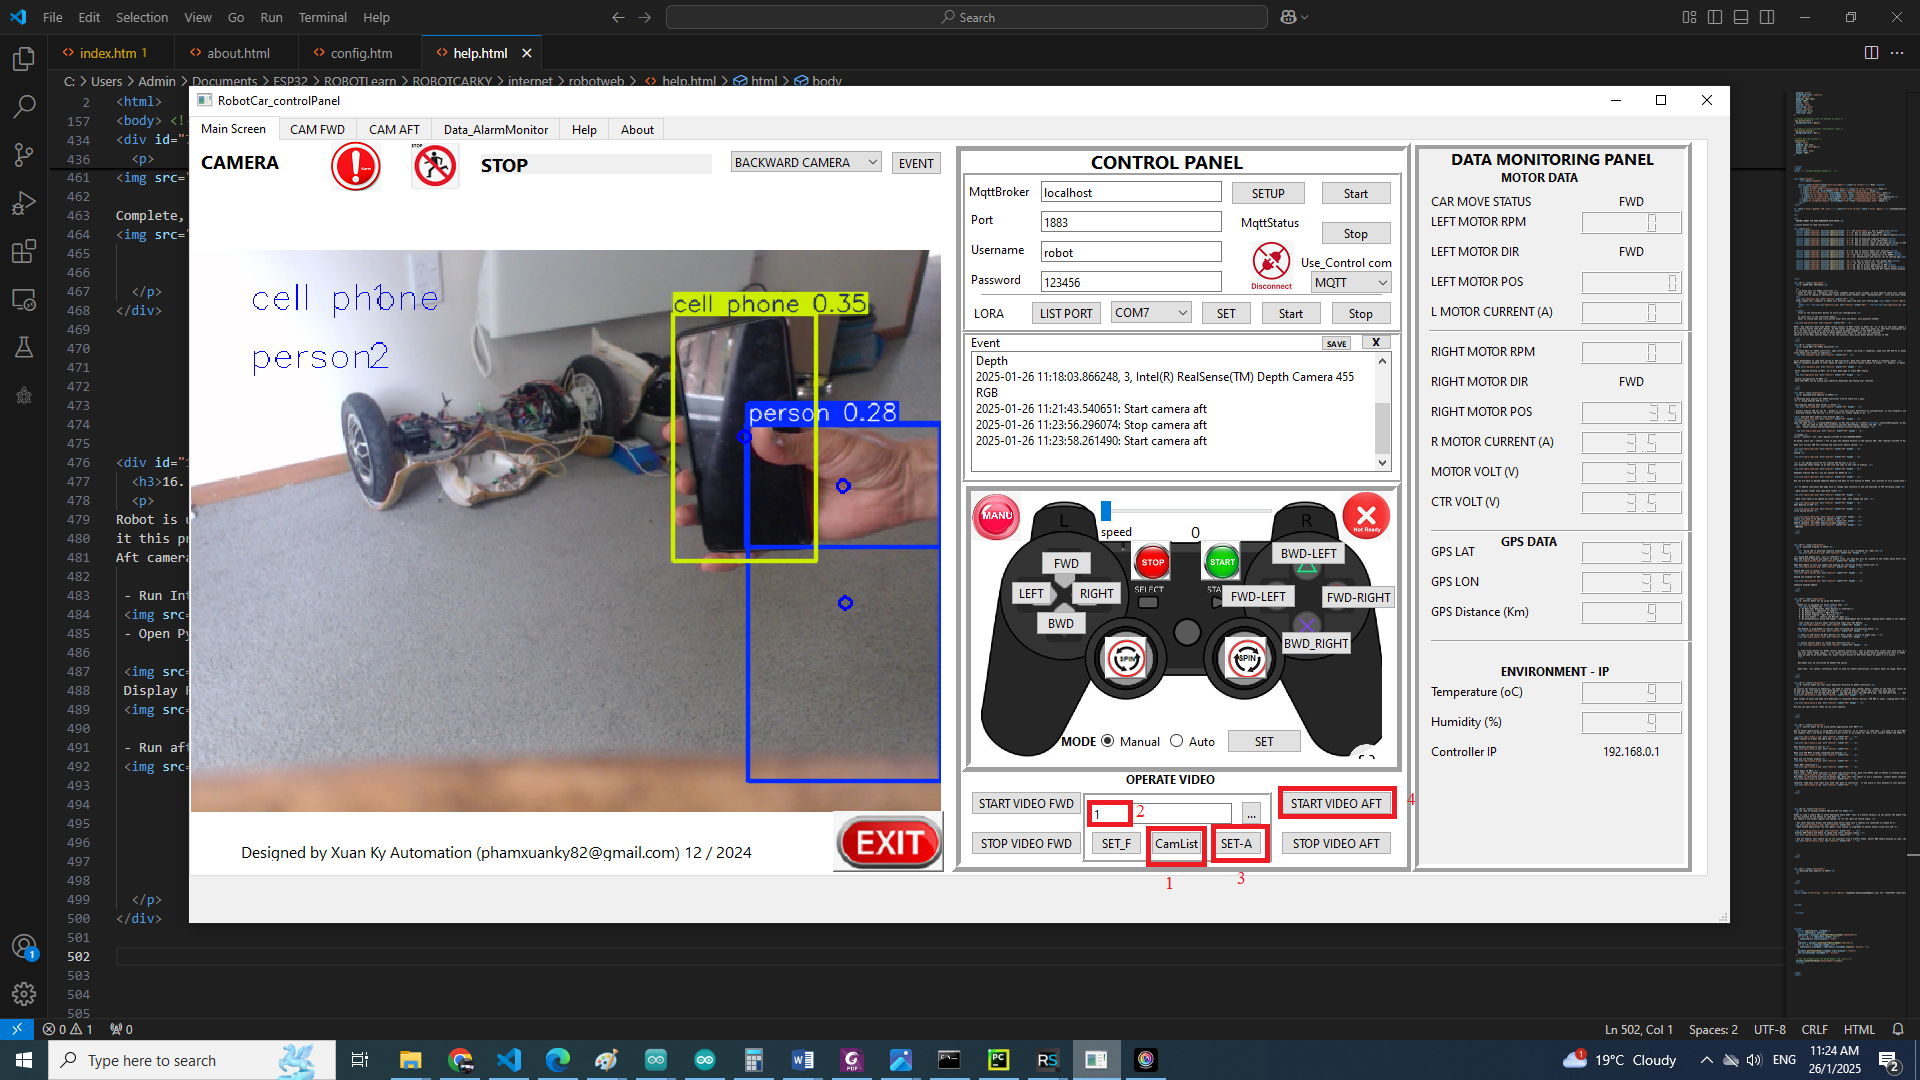 File Edit Selection View Go Run Terminal Help
Search
index.htm 1
about.html
config.htm
help.html
C: > Users > Admin > Documents > ESP32 > ROBOTLearn > ROBOTCARKY > internet > robotweb > help.html > html > body
2 <html>
157 <body> <!
434 <div id="
436 <p>
461 <img src="
462
463 Complete,
464 <img src="
465
466
467 </p>
468 </div>
469
470
471
472
473
474
475
476 <div id="
477 <h3>16.
478 <p>
479 Robot is u
480 it this pr
481 Aft camera
482
483 - Run Int
484 <img src=
485 - Open Py
486
487 <img src=
488 Display R
489 <img src=
490
491 - Run aft
492 <img src=
493
494
495
496
497
498
499 </p>
500 </div>
501
502
503
504
505
RobotCar_controlPanel
Main Screen CAM FWD CAM AFT Data_AlarmMonitor Help About
CAMERA
STOP
STOP
BACKWARD CAMERA
EVENT
cell phone
1
person2
cell phone 0.35
person 0.28
Designed by Xuan Ky Automation (phamxuanky82@gmail.com) 12 / 2024
EXIT
CONTROL PANEL
MqttBroker localhost SETUP Start
Port 1883 MqttStatus Stop
Username robot
Use_Control com
Password 123456 Disconnect MQTT
LORA LIST PORT COM7 SET Start Stop
Event SAVE X
Depth
2025-01-26 11:18:03.866248, 3, Intel(R) RealSense(TM) Depth Camera 455
RGB
2025-01-26 11:21:43.540651: Start camera aft
2025-01-26 11:23:56.296074: Stop camera aft
2025-01-26 11:23:58.261490: Start camera aft
MANU
L
speed
0
R
Not Ready
STOP
START
SELECT
STA
FWD
LEFT
RIGHT
BWD
BWD-LEFT
FWD-LEFT
FWD-RIGHT
BWD_RIGHT
SPIN
SPIN
MODE Manual Auto SET
OPERATE VIDEO
START VIDEO FWD 1 2 ... START VIDEO AFT 4
STOP VIDEO FWD SET_F CamList SET-A STOP VIDEO AFT
1 3
DATA MONITORING PANEL
MOTOR DATA
CAR MOVE STATUS FWD
LEFT MOTOR RPM 0
LEFT MOTOR DIR FWD
LEFT MOTOR POS 0
L MOTOR CURRENT (A) 0
RIGHT MOTOR RPM 0
RIGHT MOTOR DIR FWD
RIGHT MOTOR POS 3.5
R MOTOR CURRENT (A) 3.5
MOTOR VOLT (V) 3.5
CTR VOLT (V) 3.5
GPS DATA
GPS LAT 3.5
GPS LON 3.5
GPS Distance (Km) 9
ENVIRONMENT - IP
Temperature (oC) 9
Humidity (%) 9
Controller IP 192.168.0.1
1
0 1 0
Ln 502, Col 1 Spaces: 2 UTF-8 CRLF HTML
Type here to search
PC
RS
1
19°C Cloudy
ENG
11:24 AM
26/1/2025
2